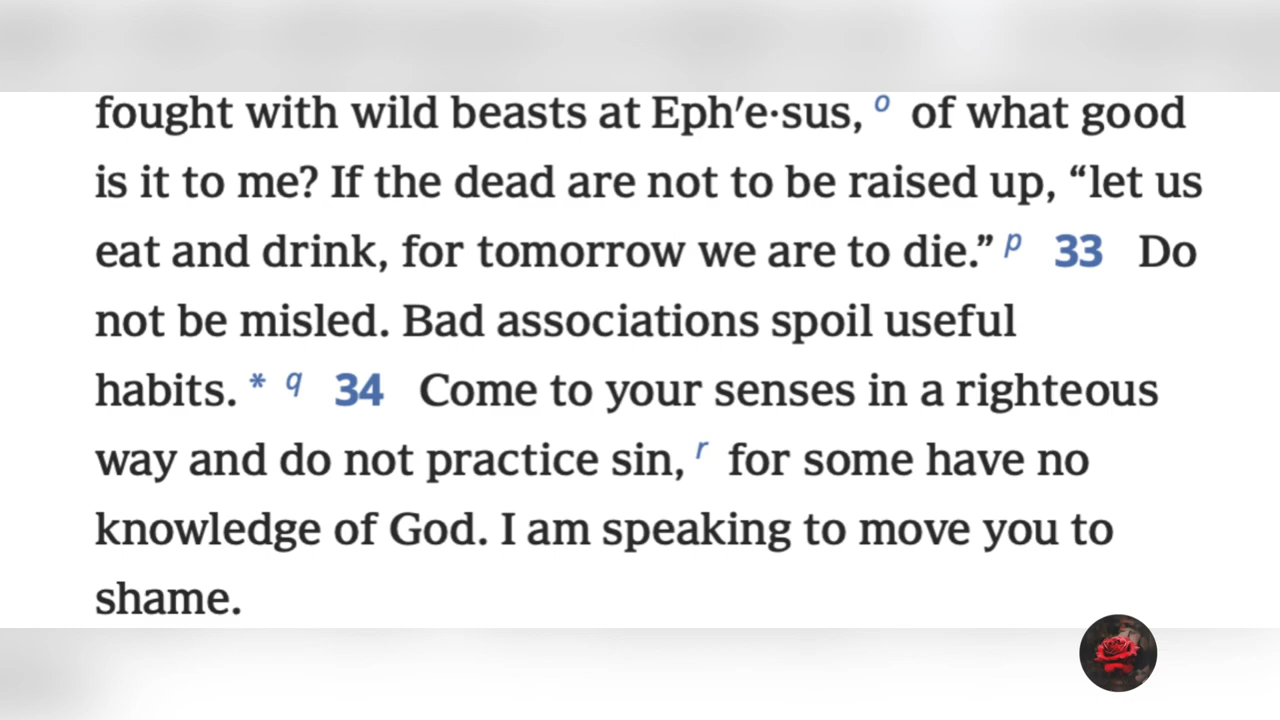 fought with wild beasts at Ephʹe·sus, o of what good
is it to me? If the dead are not to be raised up, “let us
eat and drink, for tomorrow we are to die.” p 33 Do
not be misled. Bad associations spoil useful
habits. * q 34 Come to your senses in a righteous
way and do not practice sin, r for some have no
knowledge of God. I am speaking to move you to
shame.